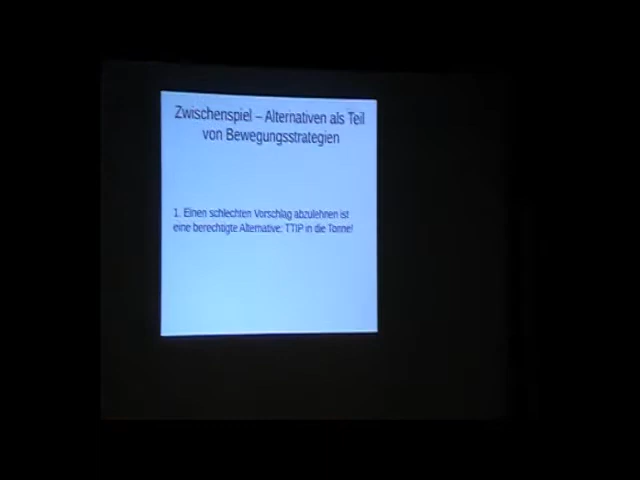 Zwischenspiel – Alternativen als Teil
von Bewegungsstrategien
1. Einen schlechten Vorschlag abzulehnen ist
eine berechtigte Alternative: TTIP in die Tonne!